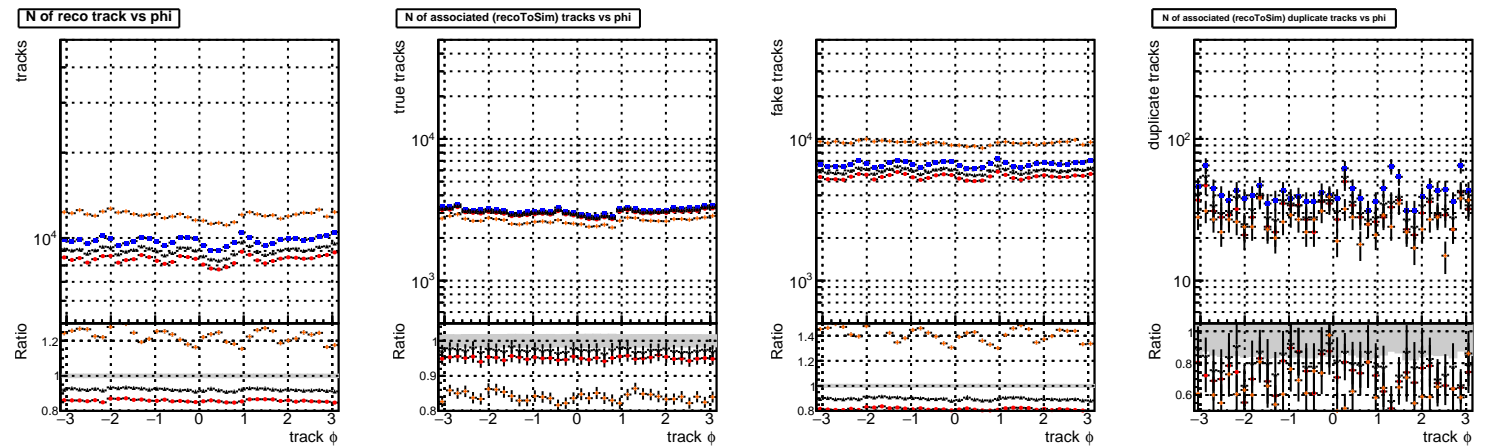 N of reco track vs phi
tracks
10⁴
Ratio
1.2
1
0.8
−3 −2 −1 0 1 2 3
track ϕ
N of associated (recoToSim) tracks vs phi
true tracks
10⁴
10³
Ratio
1
0.9
0.8
−3 −2 −1 0 1 2 3
track ϕ
fake tracks
10⁴
10³
Ratio
1.4
1.2
1
0.8
−3 −2 −1 0 1 2 3
track ϕ
N of associated (recoToSim) duplicate tracks vs phi
duplicate tracks
10²
10
Ratio
1
0.8
0.6
−3 −2 −1 0 1 2 3
track ϕ